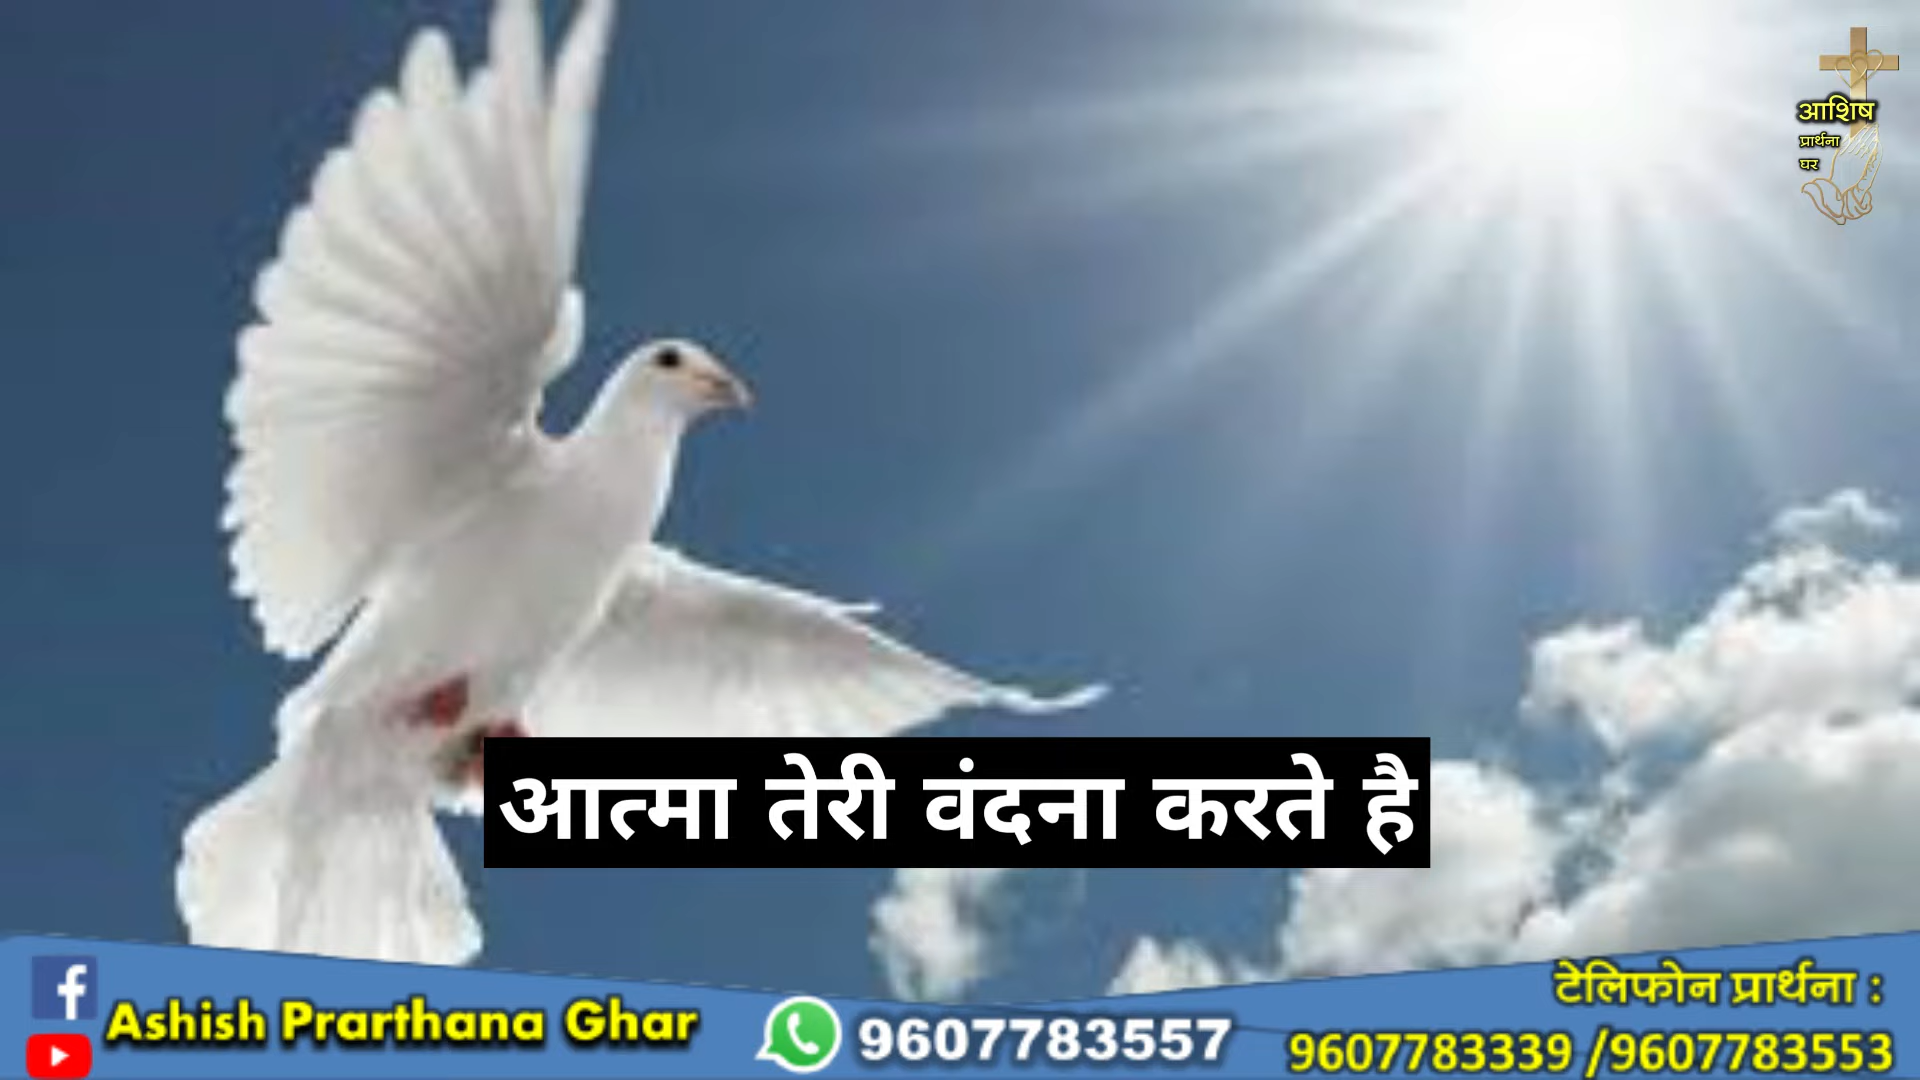 आशिष
प्रार्थना
घर
आत्मा तेरी वंदना करते है
Ashish Prarthana Ghar
9607783557
टेलिफोन प्रार्थना :
9607783339 /9607783553